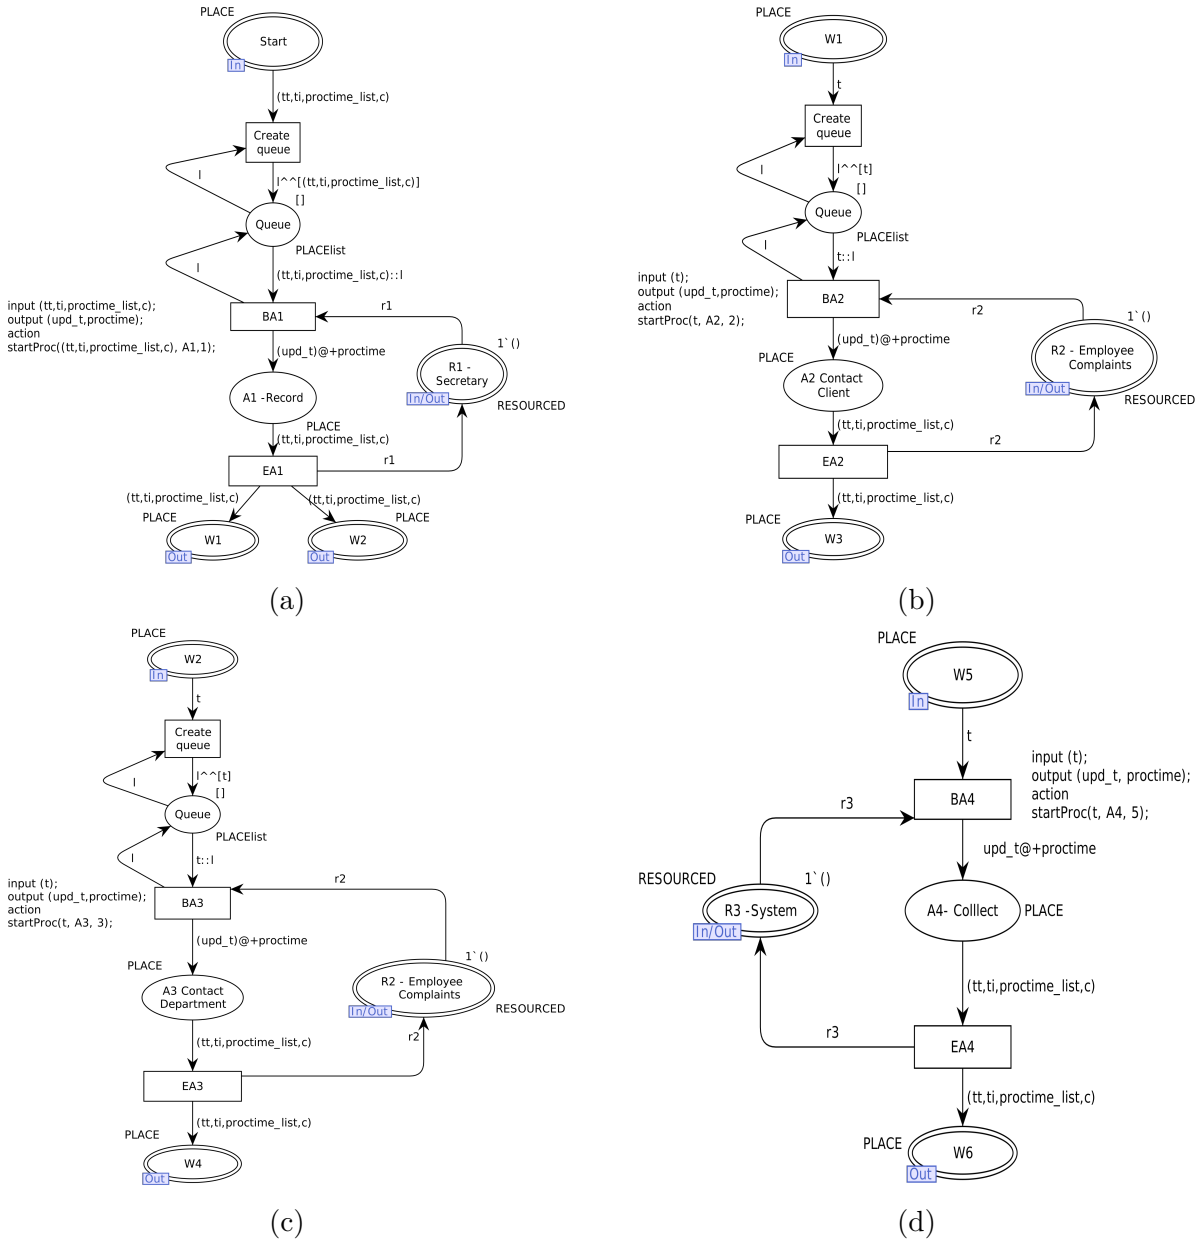 PLACE
Start
In
(tt,ti,proctime_list,c)
Create
queue
l
l^^[(tt,ti,proctime_list,c)]
[]
Queue
PLACElist
l
(tt,ti,proctime_list,c)::l
input (tt,ti,proctime_list,c);
output (upd_t,proctime);
action
startProc((tt,ti,proctime_list,c), A1,1);
BA1
r1
(upd_t)@+proctime
1`()
R1 -
Secretary
In/Out
RESOURCED
A1 -Record
PLACE
(tt,ti,proctime_list,c)
EA1
r1
(tt,ti,proctime_list,c)
(tt,ti,proctime_list,c)
PLACE
PLACE
W1
Out
W2
Out
(a)
PLACE
W1
In
t
Create
queue
l
l^^[t]
[]
Queue
PLACElist
l
t::l
input (t);
output (upd_t,proctime);
action
startProc(t, A2, 2);
BA2
r2
(upd_t)@+proctime
1`()
R2 - Employee
Complaints
In/Out
RESOURCED
PLACE
A2 Contact
Client
(tt,ti,proctime_list,c)
EA2
r2
(tt,ti,proctime_list,c)
PLACE
W3
Out
(b)
PLACE
W2
In
t
Create
queue
l
l^^[t]
[]
Queue
PLACElist
l
t::l
input (t);
output (upd_t,proctime);
action
startProc(t, A3, 3);
BA3
r2
(upd_t)@+proctime
1`()
R2 - Employee
Complaints
In/Out
RESOURCED
PLACE
A3 Contact
Department
(tt,ti,proctime_list,c)
r2
EA3
(tt,ti,proctime_list,c)
PLACE
W4
Out
(c)
PLACE
W5
In
t
input (t);
output (upd_t, proctime);
action
startProc(t, A4, 5);
BA4
r3
upd_t@+proctime
RESOURCED
1`()
R3 -System
In/Out
A4- Colllect
PLACE
(tt,ti,proctime_list,c)
r3
EA4
(tt,ti,proctime_list,c)
PLACE
W6
Out
(d)